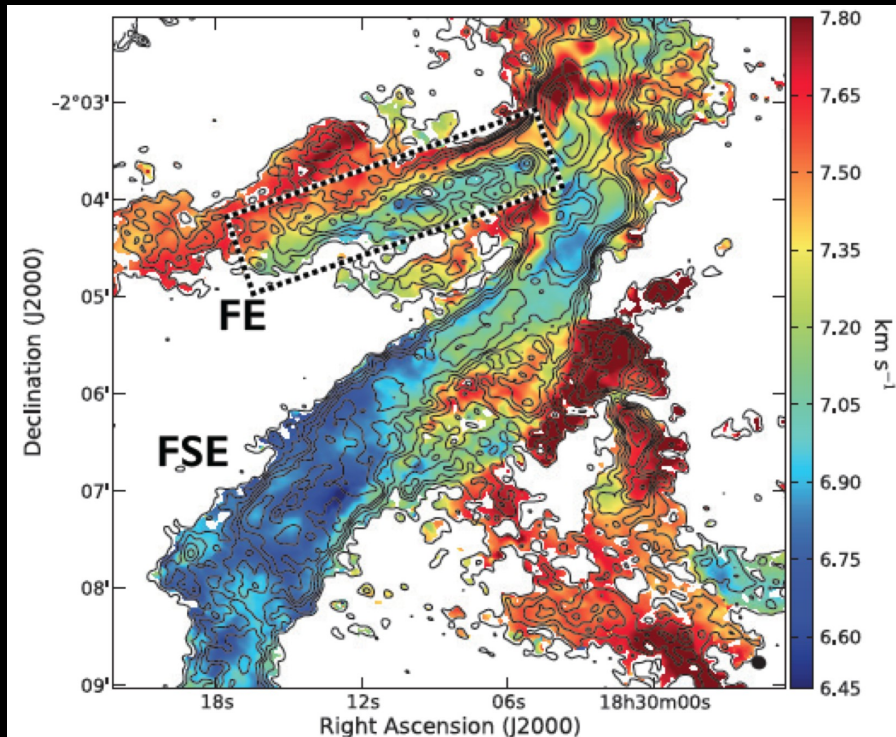 -2°03'
04'
05'
06'
07'
08'
09'
Declination (J2000)
FE
FSE
18s
12s
06s
18h30m00s
Right Ascension (J2000)
7.80
7.65
7.50
7.35
7.20
7.05
6.90
6.75
6.60
6.45
km s⁻¹